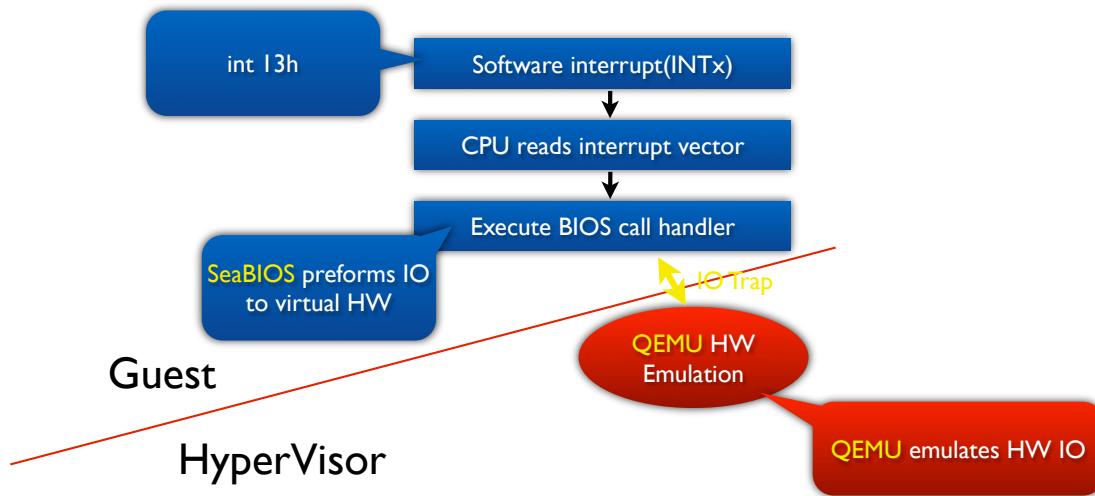 int 13h
Software interrupt(INTx)
CPU reads interrupt vector
Execute BIOS call handler
SeaBIOS preforms IO
to virtual HW
IO Trap
QEMU HW
Emulation
Guest
QEMU emulates HW IO
HyperVisor